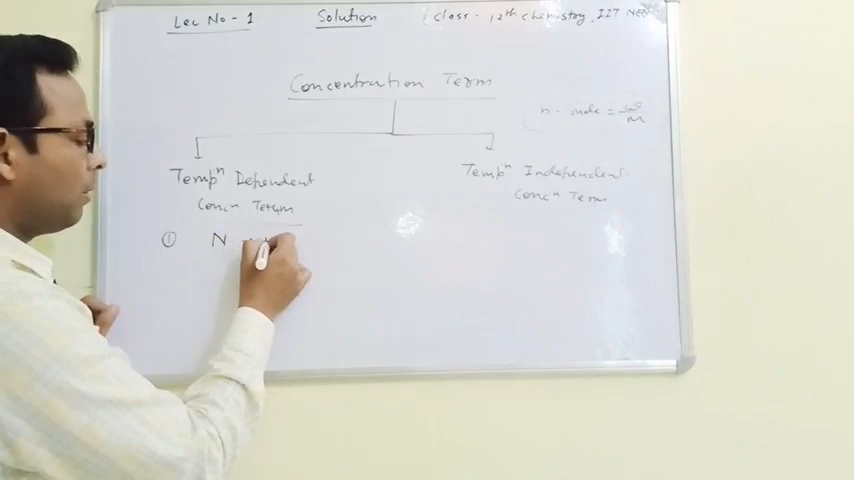 Lec No - 1 Solution ( Class - 12th Chemistry, IIT NEET
Concentration Term
n - mole = w/M
Tempⁿ Dependent
Concⁿ Term
Tempⁿ Independent
Concⁿ Term
① N